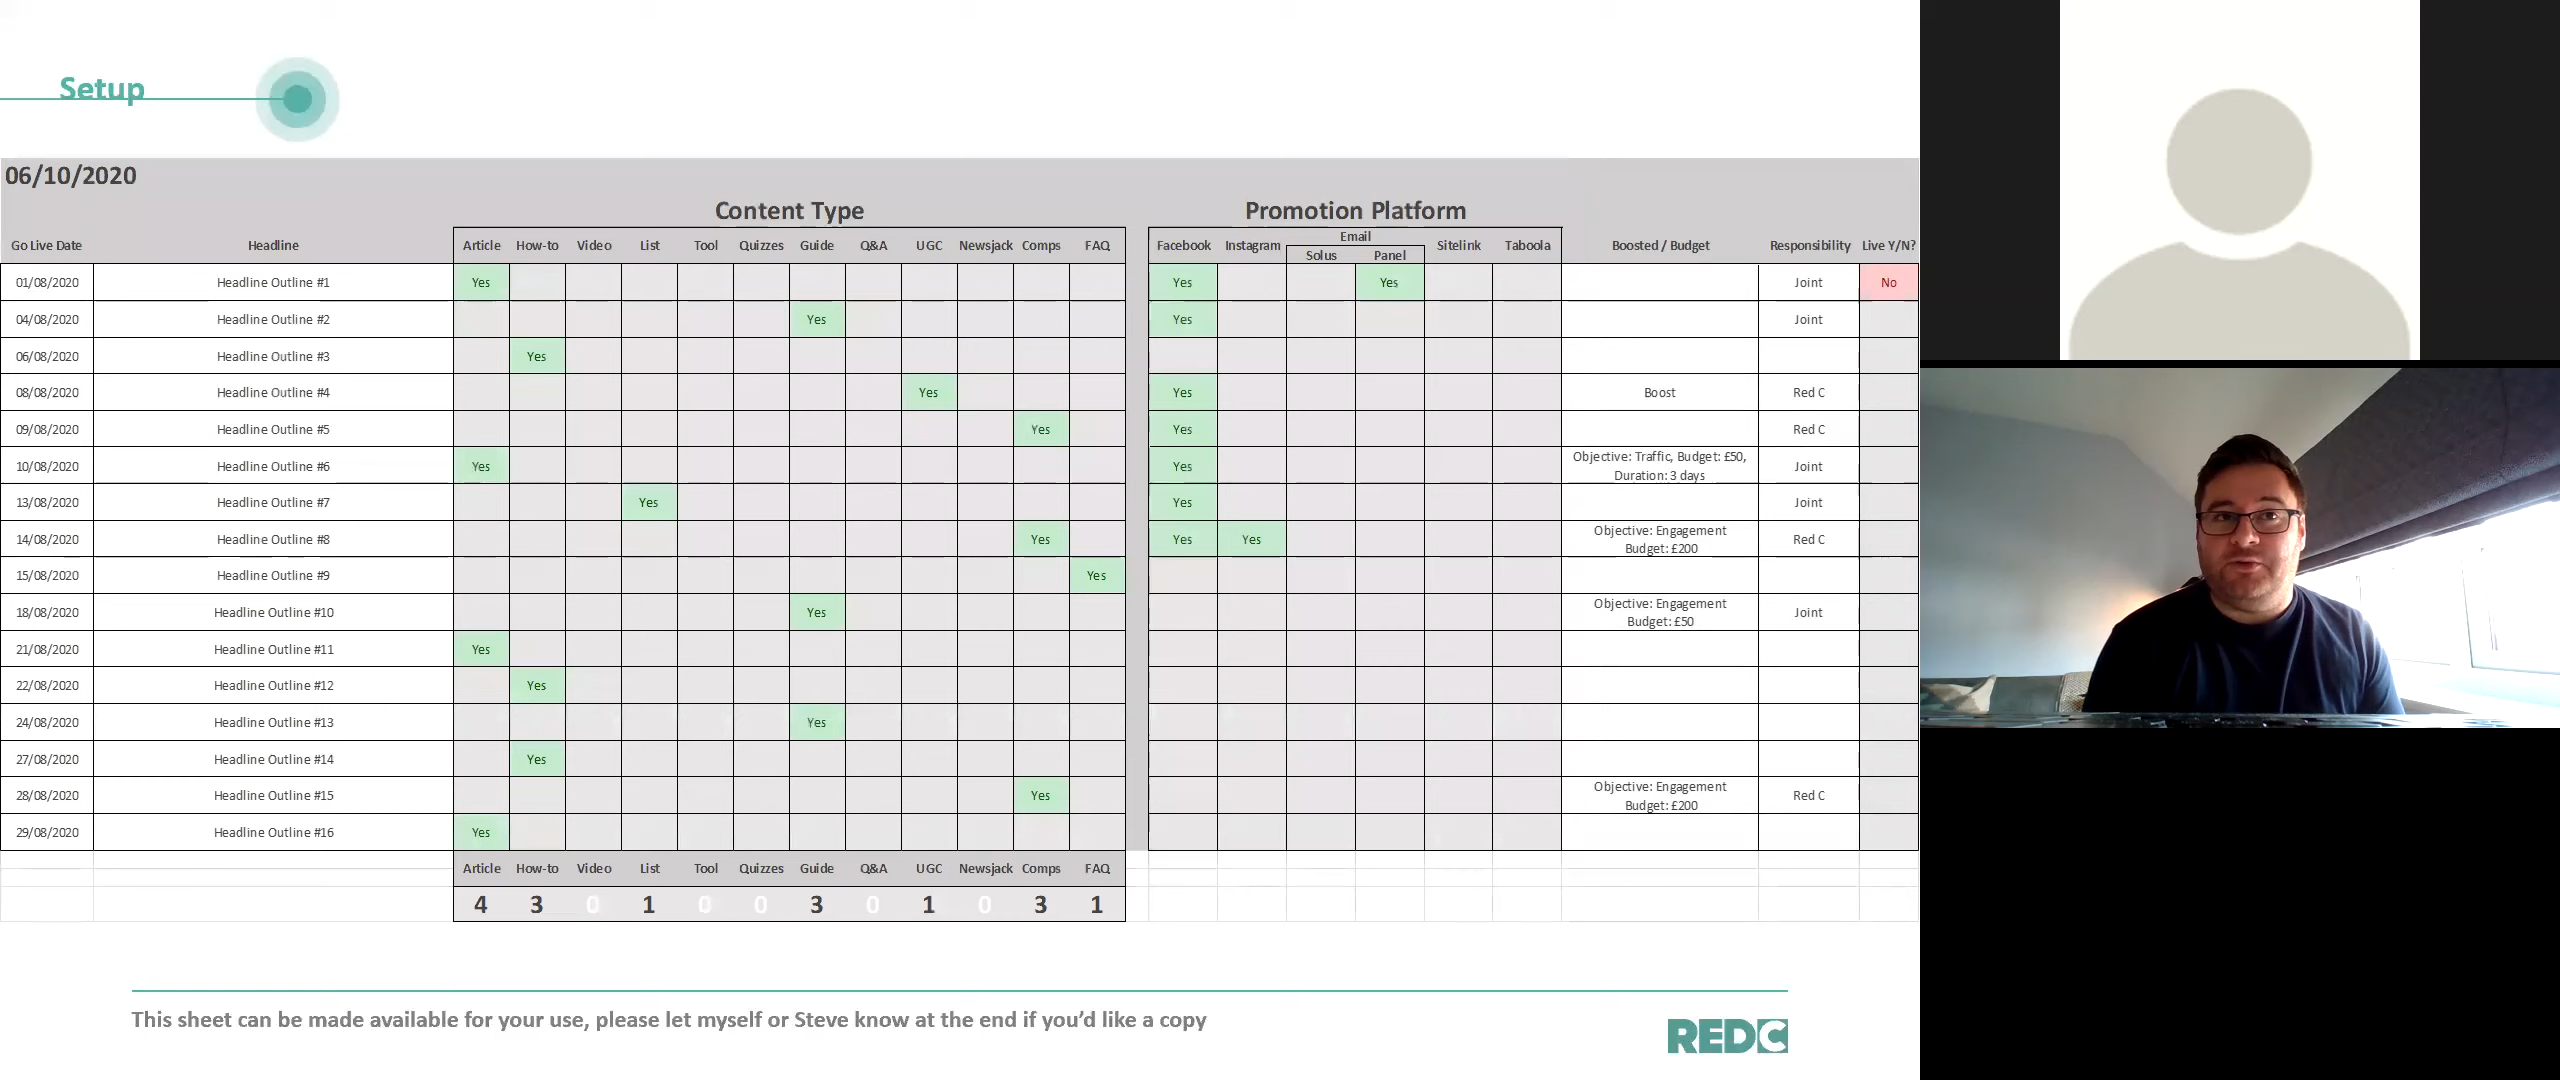 Setup
06/10/2020
Content Type Promotion Platform
Go Live Date Headline Article How-to Video List Tool Quizzes Guide Q&A UGC Newsjack Comps FAQ Facebook Instagram Email Solus Panel Sitelink Taboola Boosted / Budget Responsibility Live Y/N?
01/08/2020 Headline Outline #1 Yes Yes Yes Joint No
04/08/2020 Headline Outline #2 Yes Yes Joint
06/08/2020 Headline Outline #3 Yes
08/08/2020 Headline Outline #4 Yes Yes Boost Red C
09/08/2020 Headline Outline #5 Yes Yes Red C
10/08/2020 Headline Outline #6 Yes Yes Objective: Traffic, Budget: £50, Duration: 3 days Joint
13/08/2020 Headline Outline #7 Yes Yes Joint
14/08/2020 Headline Outline #8 Yes Yes Yes Objective: Engagement Budget: £200 Red C
15/08/2020 Headline Outline #9 Yes
18/08/2020 Headline Outline #10 Yes Objective: Engagement Budget: £50 Joint
21/08/2020 Headline Outline #11 Yes
22/08/2020 Headline Outline #12 Yes
24/08/2020 Headline Outline #13 Yes
27/08/2020 Headline Outline #14 Yes
28/08/2020 Headline Outline #15 Yes Objective: Engagement Budget: £200 Red C
29/08/2020 Headline Outline #16 Yes
Article How-to Video List Tool Quizzes Guide Q&A UGC Newsjack Comps FAQ
4 3 0 1 0 0 3 0 1 0 3 1
This sheet can be made available for your use, please let myself or Steve know at the end if you’d like a copy
REDC